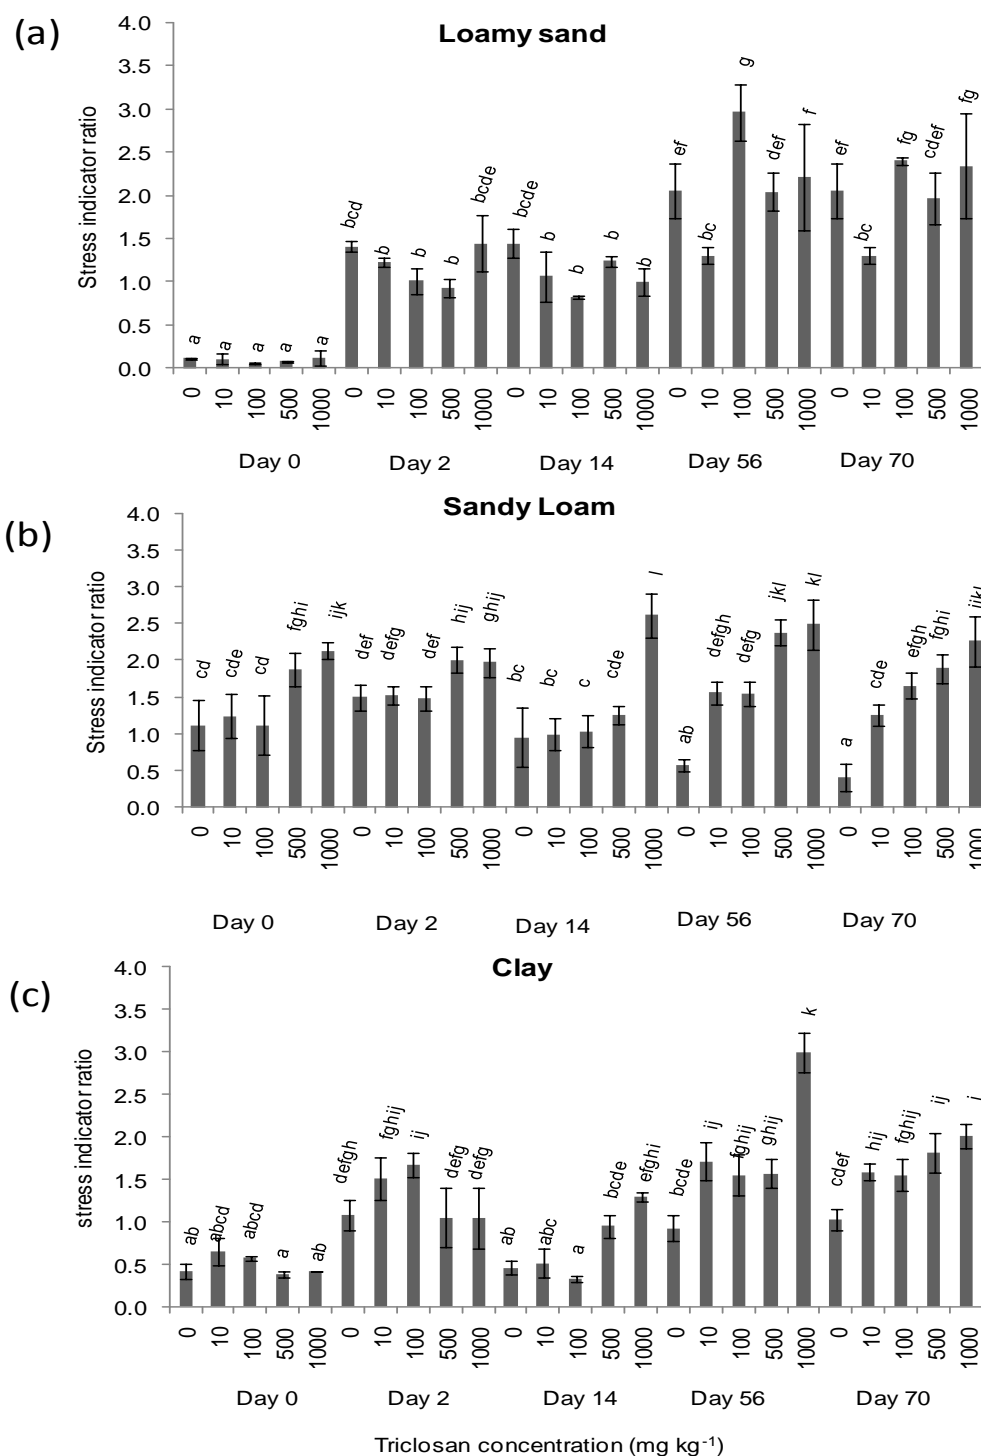 (a)
Loamy sand
Stress indicator ratio
4.0
3.5
3.0
2.5
2.0
1.5
1.0
0.5
0.0
a a a a a bcd b b b bcde bcde b b b b ef bc g def f ef bc fg cdef fg
0 10 100 500 1000 0 10 100 500 1000 0 10 100 500 1000 0 10 100 500 1000 0 10 100 500 1000
Day 0 Day 2 Day 14 Day 56 Day 70
(b)
Sandy Loam
Stress indicator ratio
4.0
3.5
3.0
2.5
2.0
1.5
1.0
0.5
0.0
cd cde cd fghi ijk def defg def hij ghij bc bc c cde l ab defgh defg jkl kl a cde efgh fghi ijkl
0 10 100 500 1000 0 10 100 500 1000 0 10 100 500 1000 0 10 100 500 1000 0 10 100 500 1000
Day 0 Day 2 Day 14 Day 56 Day 70
(c)
Clay
stress indicator ratio
4.0
3.5
3.0
2.5
2.0
1.5
1.0
0.5
0.0
ab abcd abcd a ab defgh fghij ij defg defg ab abc a bcde efghi bcde ij fghij ghij k cdef hij fghij ij
0 10 100 500 1000 0 10 100 500 1000 0 10 100 500 1000 0 10 100 500 1000 0 10 100 500 1000
Day 0 Day 2 Day 14 Day 56 Day 70
Triclosan concentration (mg kg⁻¹)